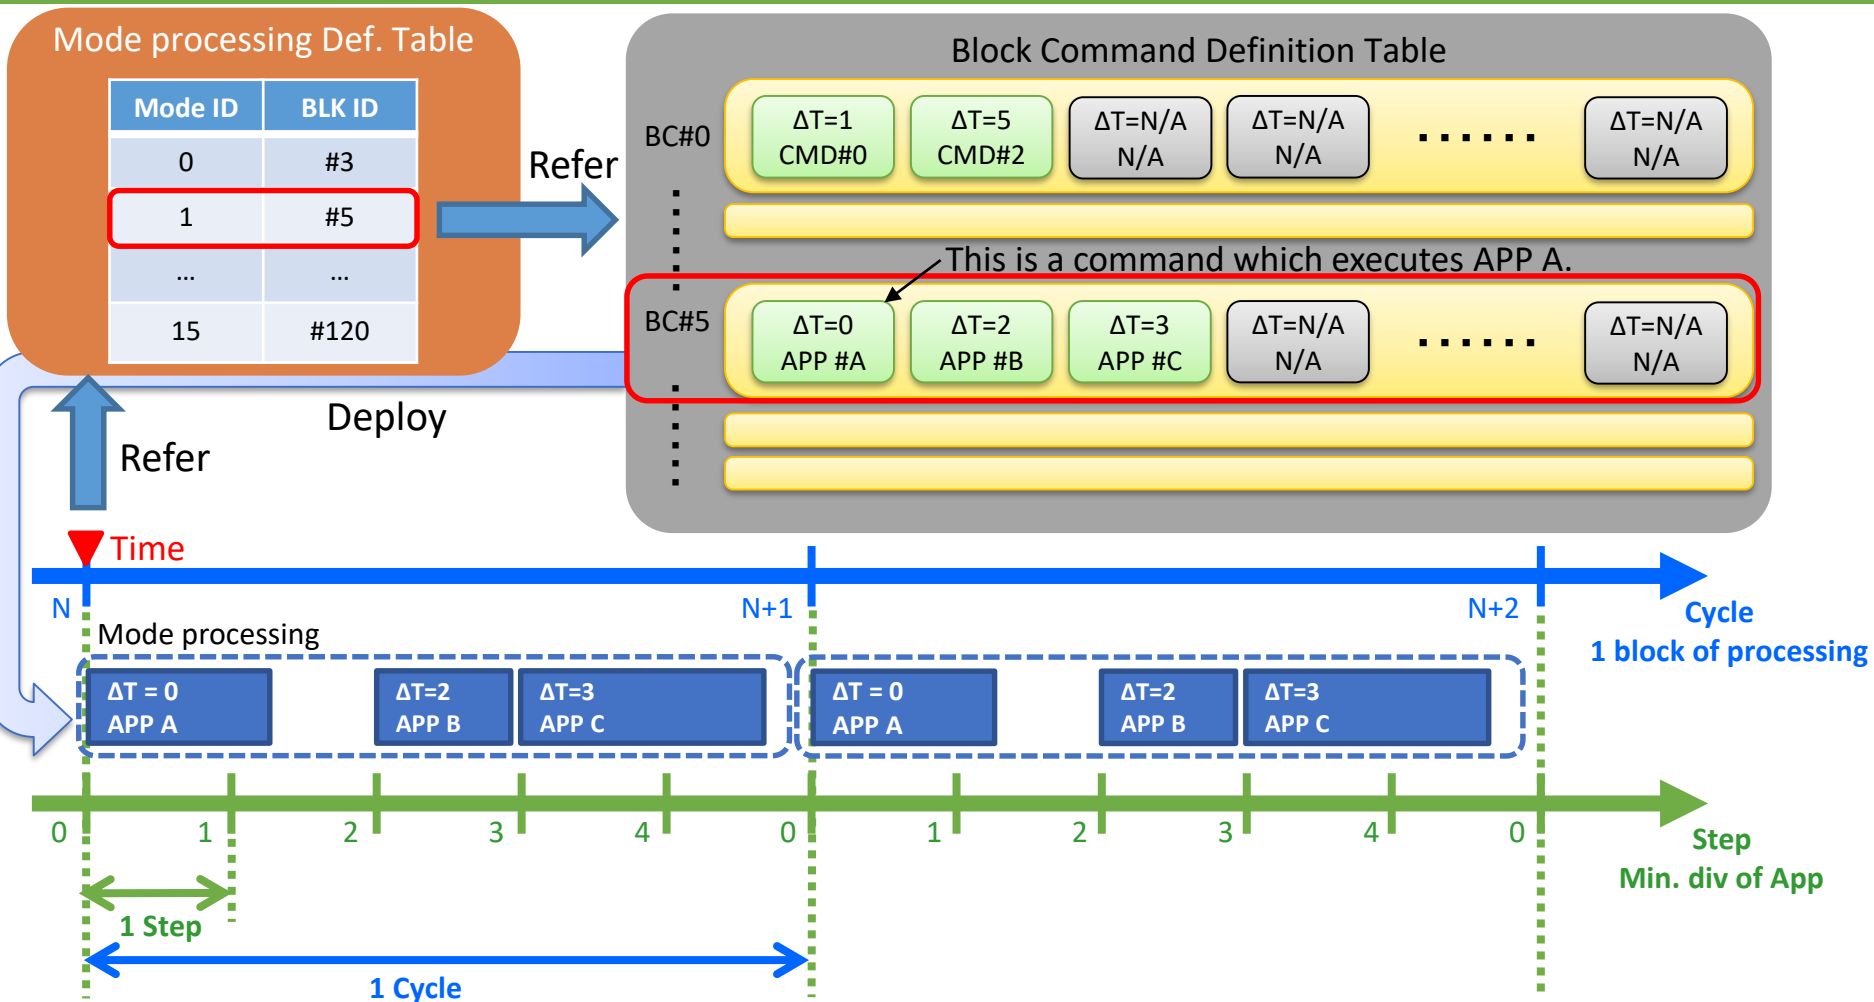 Mode processing Def. Table
Mode ID BLK ID
0 #3
1 #5
... ...
15 #120
Refer
Block Command Definition Table
BC#0
ΔT=1
CMD#0
ΔT=5
CMD#2
ΔT=N/A
N/A
ΔT=N/A
N/A
ΔT=N/A
N/A
This is a command which executes APP A.
BC#5
ΔT=0
APP #A
ΔT=2
APP #B
ΔT=3
APP #C
ΔT=N/A
N/A
ΔT=N/A
N/A
Deploy
Refer
Time
N N+1 N+2
Cycle
1 block of processing
Mode processing
ΔT = 0
APP A
ΔT=2
APP B
ΔT=3
APP C
ΔT = 0
APP A
ΔT=2
APP B
ΔT=3
APP C
0 1 2 3 4 0 1 2 3 4 0
Step
Min. div of App
1 Step
1 Cycle